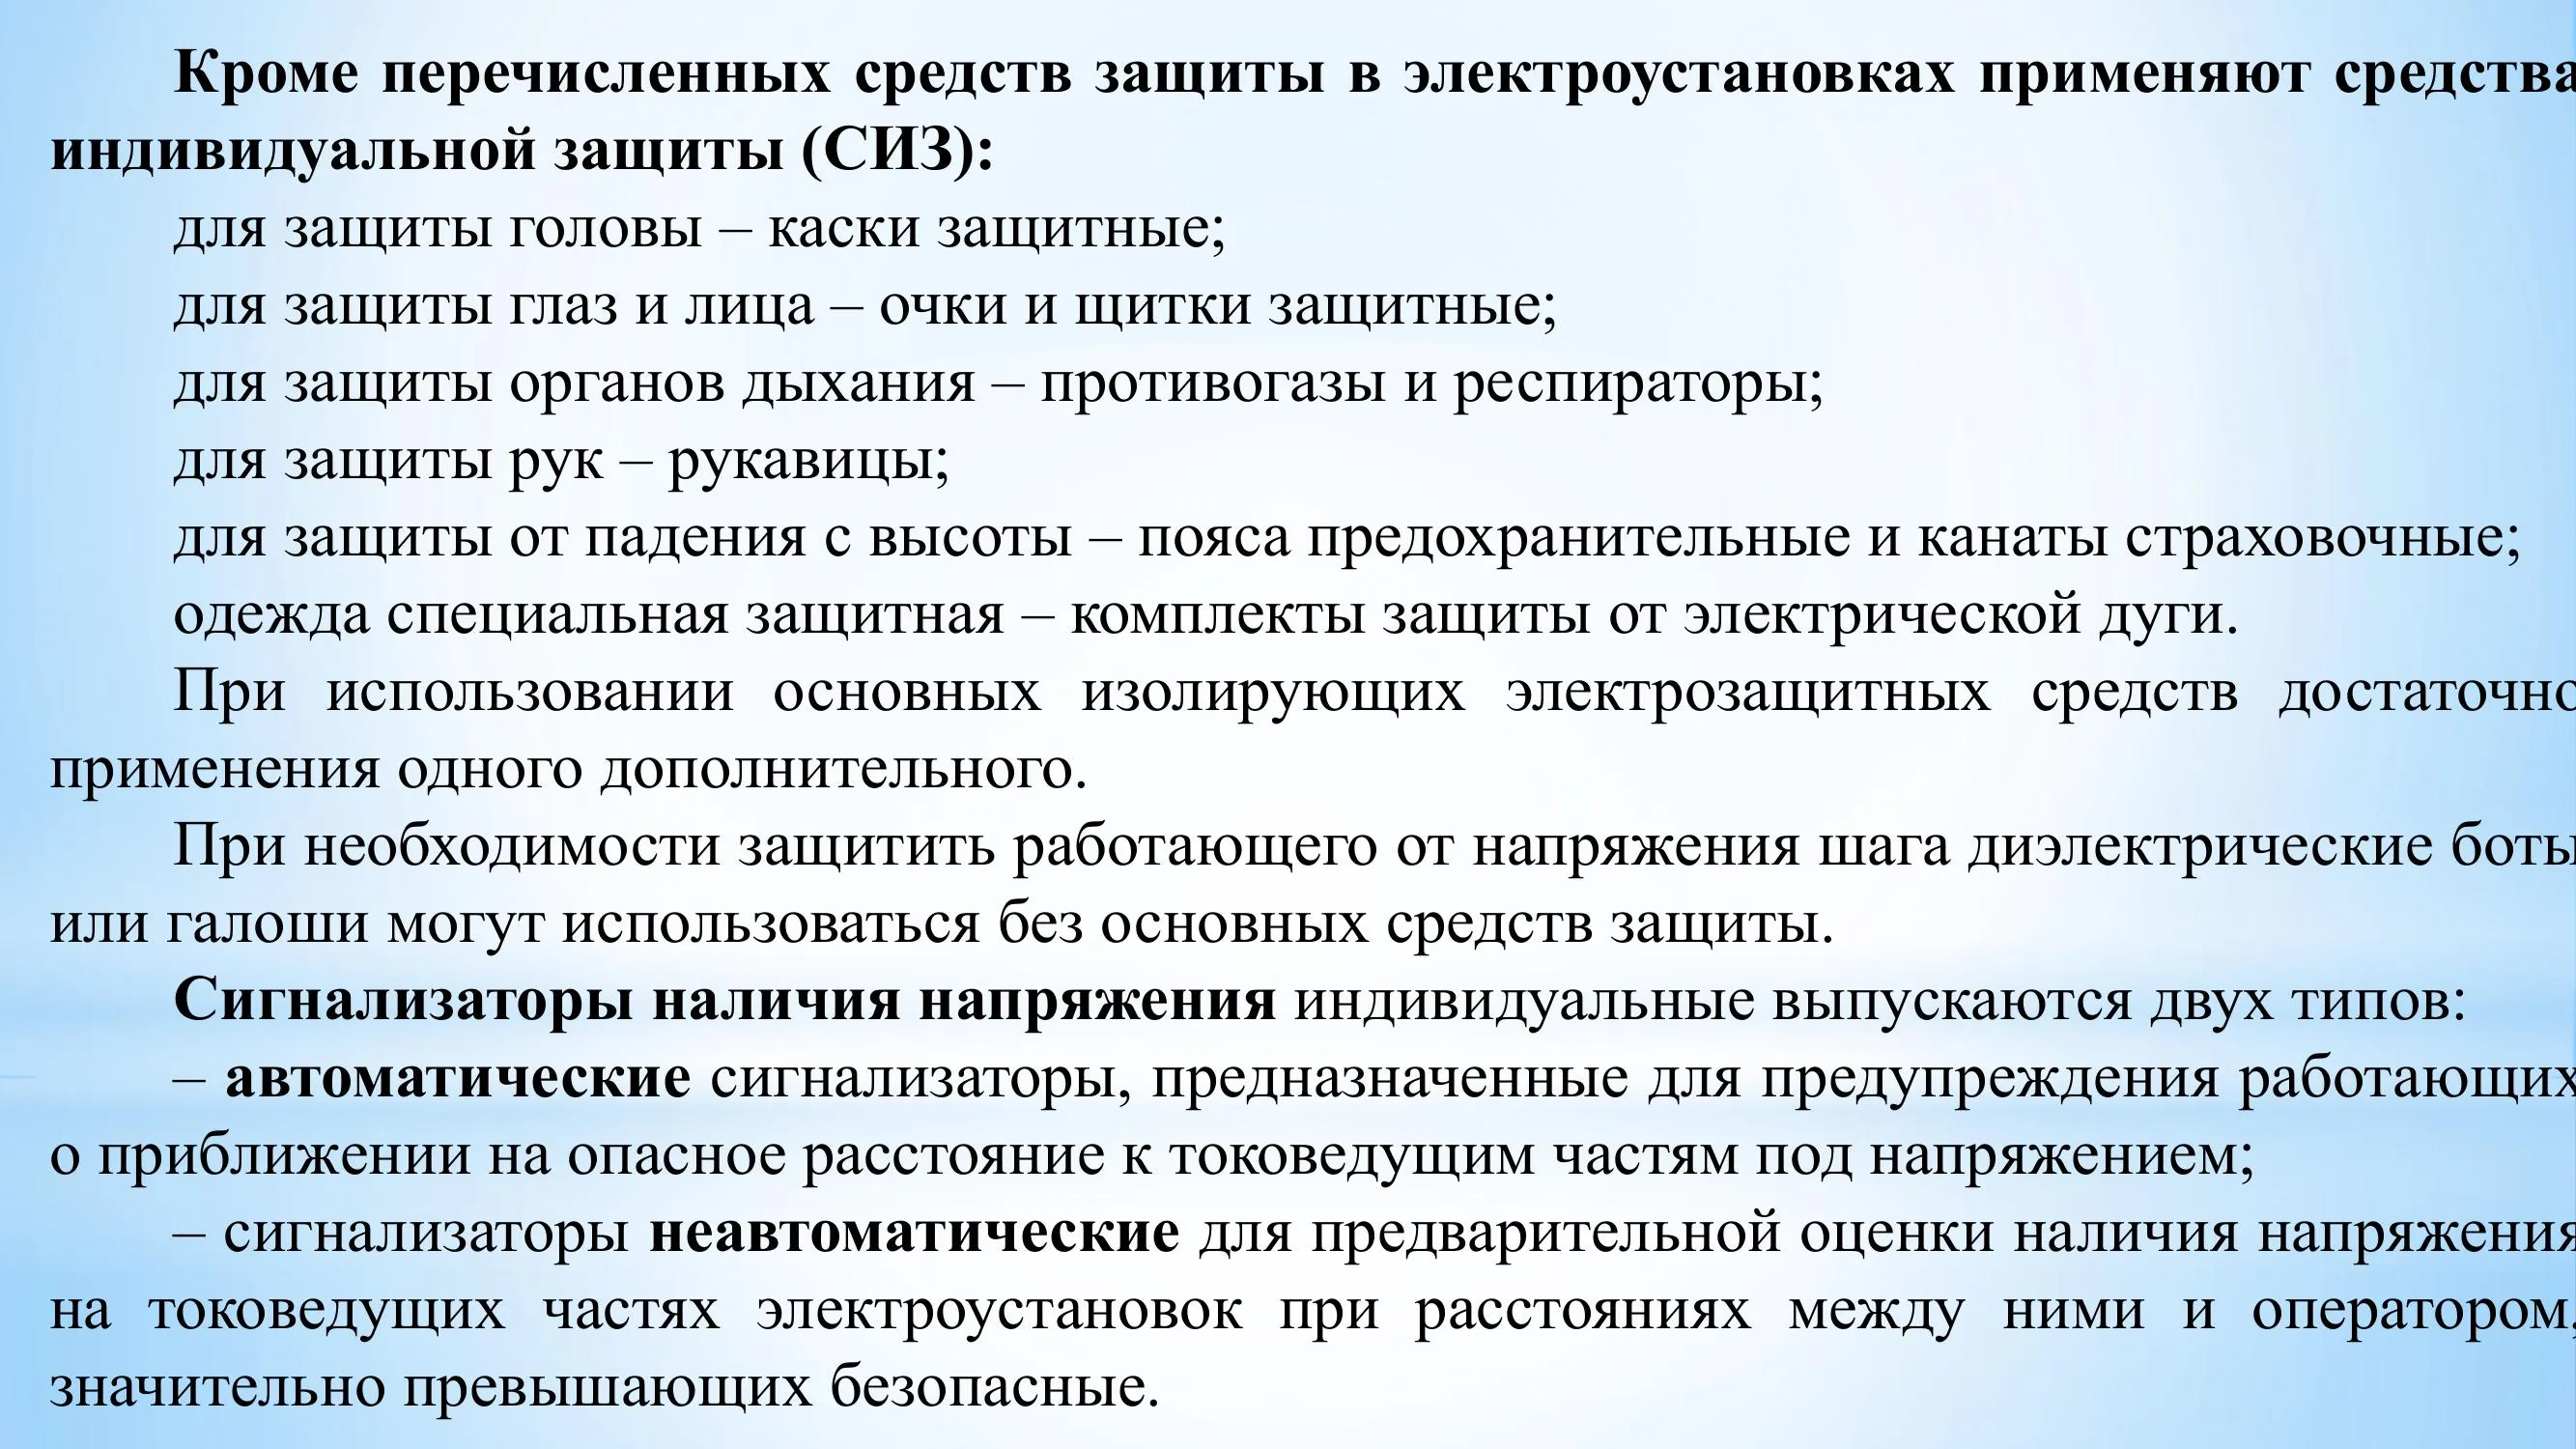 Кроме перечисленных средств защиты в электроустановках применяют средства
индивидуальной защиты (СИЗ):
для защиты головы – каски защитные;
для защиты глаз и лица – очки и щитки защитные;
для защиты органов дыхания – противогазы и респираторы;
для защиты рук – рукавицы;
для защиты от падения с высоты – пояса предохранительные и канаты страховочные;
одежда специальная защитная – комплекты защиты от электрической дуги.
При использовании основных изолирующих электрозащитных средств достаточно
применения одного дополнительного.
При необходимости защитить работающего от напряжения шага диэлектрические боты
или галоши могут использоваться без основных средств защиты.
Сигнализаторы наличия напряжения индивидуальные выпускаются двух типов:
– автоматические сигнализаторы, предназначенные для предупреждения работающих
о приближении на опасное расстояние к токоведущим частям под напряжением;
– сигнализаторы неавтоматические для предварительной оценки наличия напряжения
на токоведущих частях электроустановок при расстояниях между ними и оператором,
значительно превышающих безопасные.